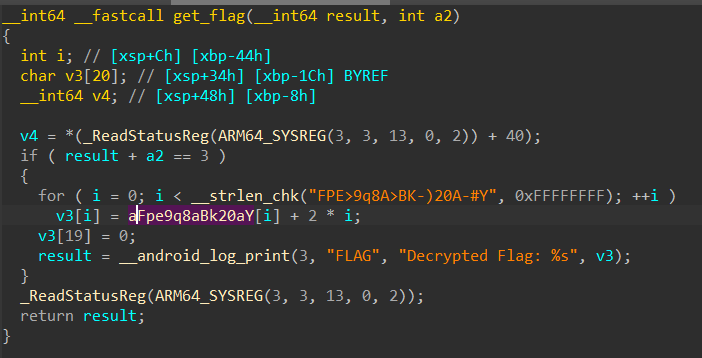 __int64 __fastcall get_flag(__int64 result, int a2)
{
  int i; // [xsp+Ch] [xbp-44h]
  char v3[20]; // [xsp+34h] [xbp-1Ch] BYREF
  __int64 v4; // [xsp+48h] [xbp-8h]

  v4 = *(_ReadStatusReg(ARM64_SYSREG(3, 3, 13, 0, 2)) + 40);
  if ( result + a2 == 3 )
  {
    for ( i = 0; i < __strlen_chk("FPE>9q8A>BK-)20A-#Y", 0xFFFFFFFF); ++i )
      v3[i] = aFpe9q8aBk20aY[i] + 2 * i;
    v3[19] = 0;
    result = __android_log_print(3, "FLAG", "Decrypted Flag: %s", v3);
  }
  _ReadStatusReg(ARM64_SYSREG(3, 3, 13, 0, 2));
  return result;
}